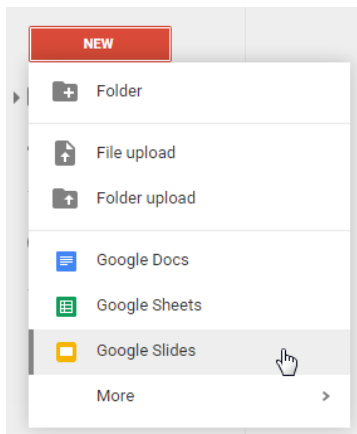 NEW
Folder
File upload
Folder upload
Google Docs
Google Sheets
Google Slides
More